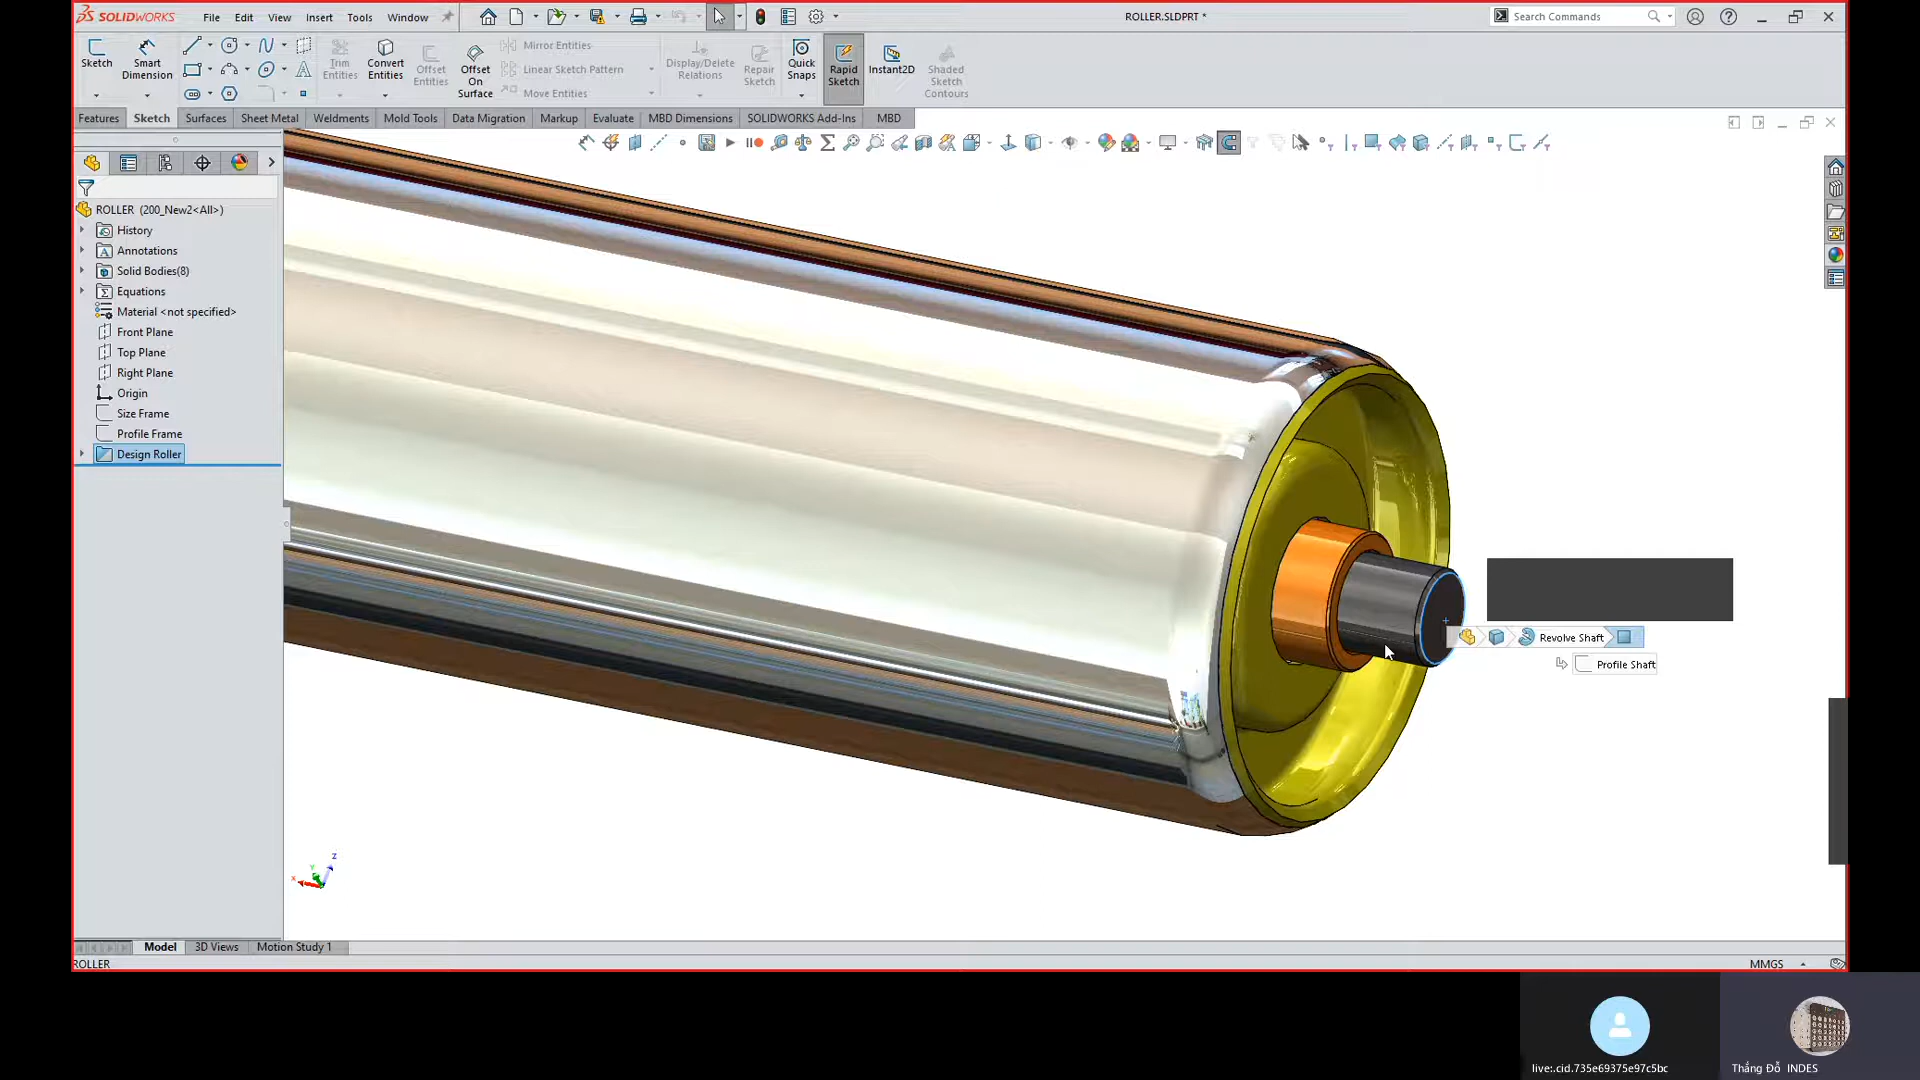 SOLIDWORKS File Edit View Insert Tools Window ROLLER.SLDPRT * Search Commands
Sketch Smart Dimension Trim Entities Convert Entities Offset Entities Offset On Surface Mirror Entities Linear Sketch Pattern Move Entities Display/Delete Relations Repair Sketch Quick Snaps Rapid Sketch Instant2D Shaded Sketch Contours
Features Sketch Surfaces Sheet Metal Weldments Mold Tools Data Migration Markup Evaluate MBD Dimensions SOLIDWORKS Add-Ins MBD
ROLLER (200_New2<All>)
History
Annotations
Solid Bodies(8)
Equations
Material <not specified>
Front Plane
Top Plane
Right Plane
Origin
Size Frame
Profile Frame
Design Roller
Revolve Shaft
Profile Shaft
z
Y
x
Model 3D Views Motion Study 1
ROLLER MMGS
live:.cid.735e69375e97c5bc Thắng Đỗ INDES